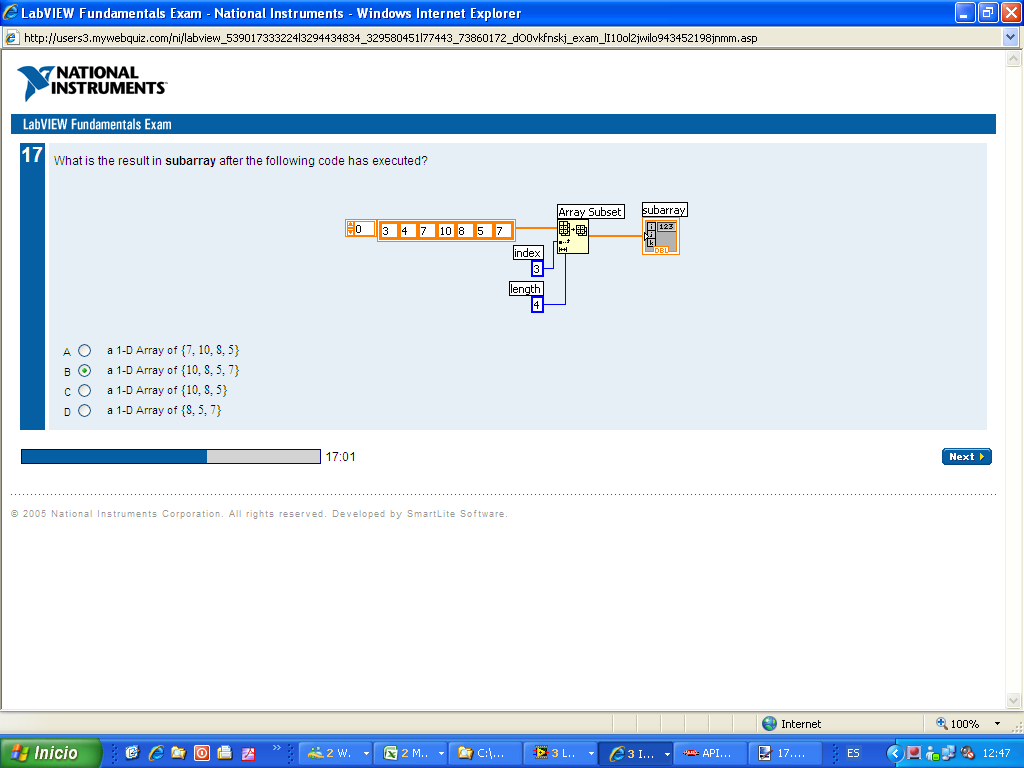 LabVIEW Fundamentals Exam - National Instruments - Windows Internet Explorer
http://users3.mywebquiz.com/ni/labview_539017333224l3294434834_329580451l77443_73860172_dO0vkfnskj_exam_lI10ol2jwilo943452198jnmm.asp
NATIONAL
INSTRUMENTS
LabVIEW Fundamentals Exam
17 What is the result in subarray after the following code has executed?
Array Subset subarray
0 3 4 7 10 8 5 7
123
i
j
k
DBL
index
3
length
4
A a 1-D Array of {7, 10, 8, 5}
B a 1-D Array of {10, 8, 5, 7}
C a 1-D Array of {10, 8, 5}
D a 1-D Array of {8, 5, 7}
17:01 Next
© 2005 National Instruments Corporation. All rights reserved. Developed by SmartLite Software.
Internet 100%
Inicio 2 W. 2 M... C:\... 3 L... 3 I... API... 17.... ES 12:47